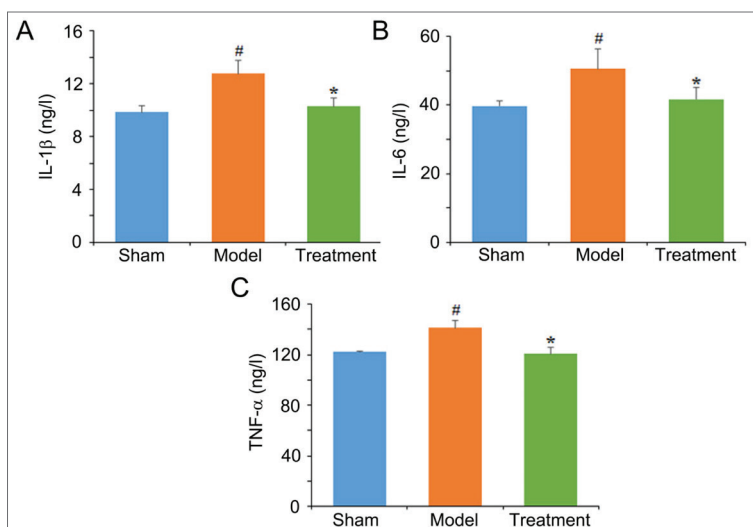 A
IL-1β (ng/l)
16
12
8
4
0
#
*
Sham Model Treatment
B
IL-6 (ng/l)
60
40
20
0
#
*
Sham Model Treatment
C
TNF-α (ng/l)
160
120
80
40
0
#
*
Sham Model Treatment